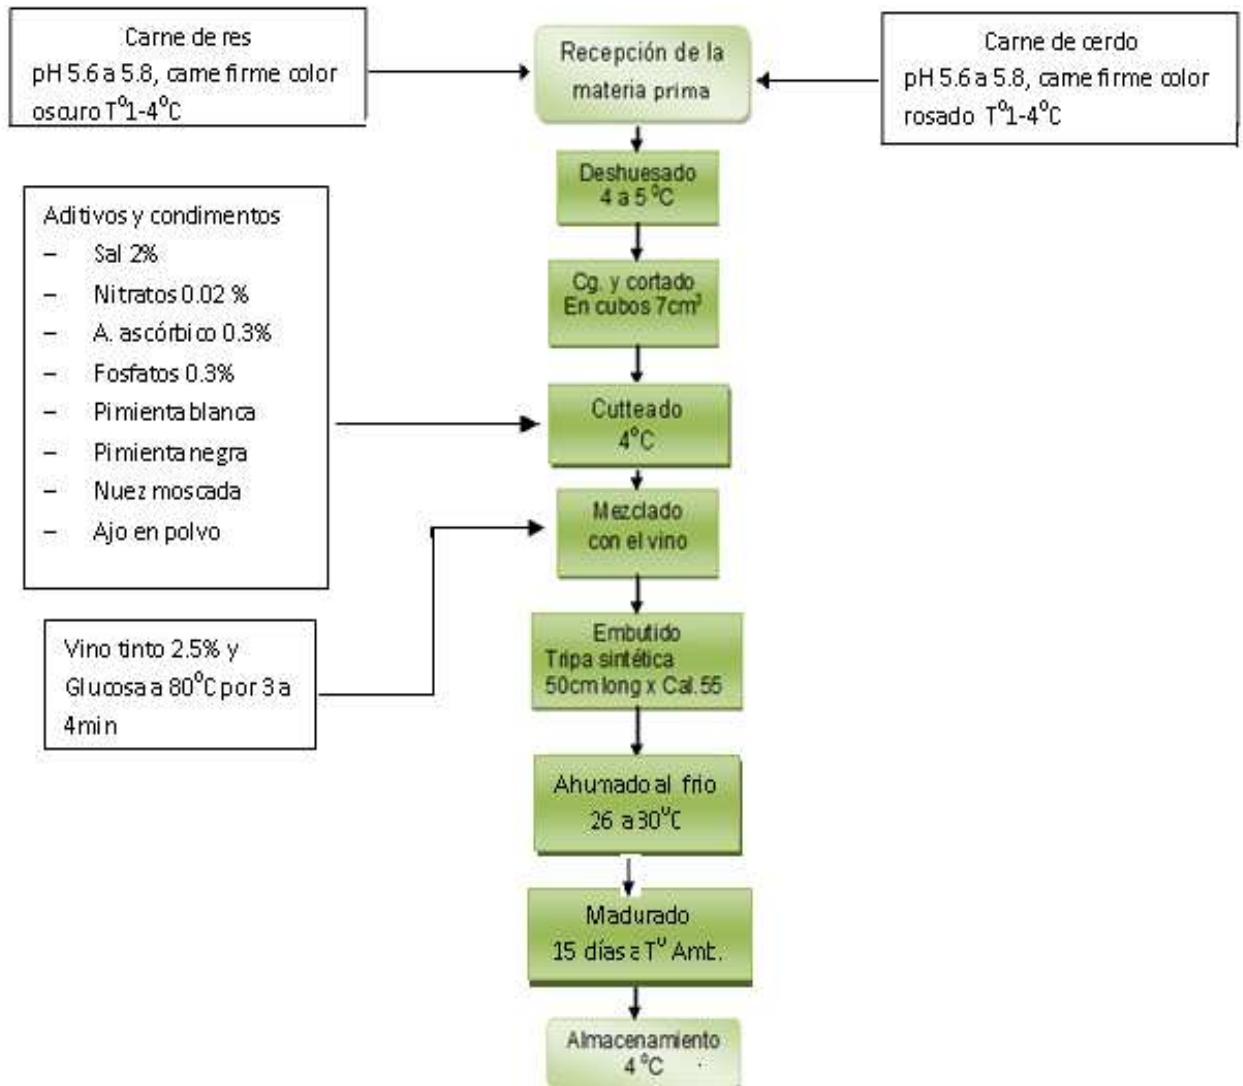 Carne de res
pH 5.6 a 5.8, carne firme color
oscuro T°1-4°C
Recepción de la
materia prima
Carne de cerdo
pH 5.6 a 5.8, carne firme color
rosado T°1-4°C
Deshuesado
4 a 5 °C
Cg. y cortado
En cubos 7cm³
Aditivos y condimentos
– Sal 2%
– Nitratos 0.02 %
– A. ascórbico 0.3%
– Fosfatos 0.3%
– Pimienta blanca
– Pimienta negra
– Nuez moscada
– Ajo en polvo
Cutteado
4°C
Mezclado
con el vino
Vino tinto 2.5% y
Glucosa a 80°C por 3 a
4min
Embutido
Tripa sintética
50cm long x Cal.55
Ahumado al frio
26 a 30°C
Madurado
15 días a T° Amb.
Almacenamiento
4 °C